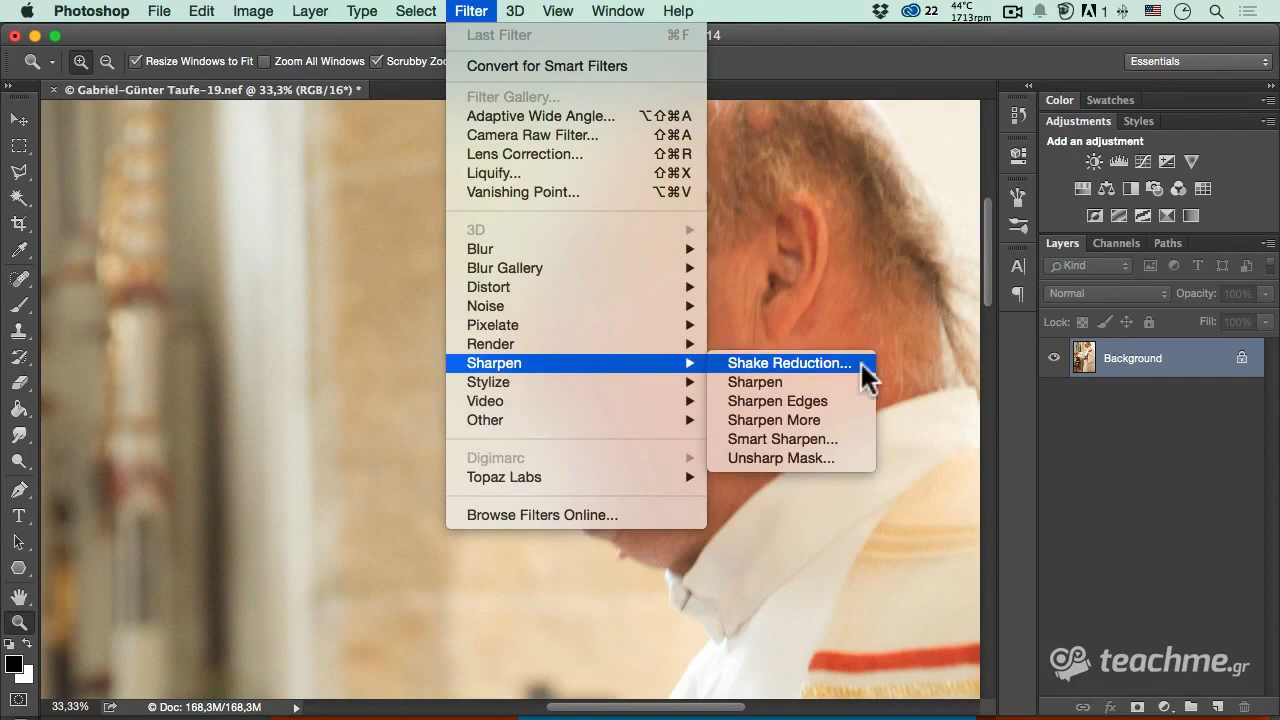 Photoshop File Edit Image Layer Type Select Filter 3D View Window Help 22 44°C 1713rpm 1
14
Resize Windows to Fit Zoom All Windows Scrubby Zoo Essentials
© Gabriel-Günter Taufe-19.nef @ 33,3% (RGB/16*) *
Last Filter ⌘F
Convert for Smart Filters
Filter Gallery...
Adaptive Wide Angle... ⌥⇧⌘A
Camera Raw Filter... ⇧⌘A
Lens Correction... ⇧⌘R
Liquify... ⇧⌘X
Vanishing Point... ⌥⌘V
3D
Blur
Blur Gallery
Distort
Noise
Pixelate
Render
Sharpen
Stylize
Video
Other
Digimarc
Topaz Labs
Browse Filters Online...
Shake Reduction...
Sharpen
Sharpen Edges
Sharpen More
Smart Sharpen...
Unsharp Mask...
Color Swatches
Adjustments Styles
Add an adjustment
Layers Channels Paths
Kind
Normal Opacity: 100%
Lock: Fill: 100%
Background
teachme.gr
33,33% © Doc: 168,3M/168,3M